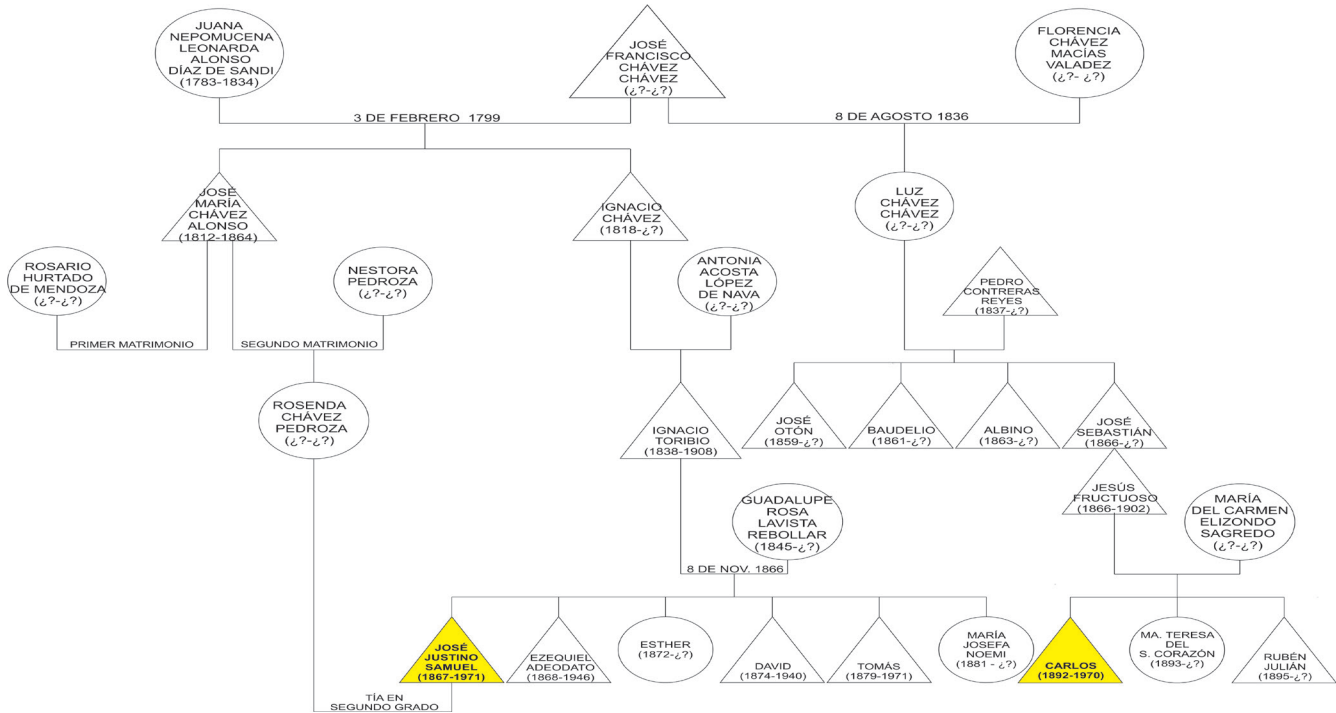 JUANA
NEPOMUCENA
LEONARDA
ALONSO
DÍAZ DE SANDI
(1783-1834)
JOSÉ
FRANCISCO
CHÁVEZ
CHÁVEZ
(¿?-¿?)
FLORENCIA
CHÁVEZ
MACÍAS
VALADEZ
(¿?- ¿?)
3 DE FEBRERO 1799
8 DE AGOSTO 1836
JOSÉ
MARÍA
CHÁVEZ
ALONSO
(1812-1864)
IGNACIO
CHÁVEZ
(1818-¿?)
LUZ
CHÁVEZ
CHÁVEZ
(¿?-¿?)
ROSARIO
HURTADO
DE MENDOZA
(¿?-¿?)
NESTORA
PEDROZA
(¿?-¿?)
ANTONIA
ACOSTA
LÓPEZ
DE NAVA
(¿?-¿?)
PEDRO
CONTRERAS
REYES
(1837-¿?)
PRIMER MATRIMONIO
SEGUNDO MATRIMONIO
ROSENDA
CHÁVEZ
PEDROZA
(¿?-¿?)
IGNACIO
TORIBIO
(1838-1908)
JOSÉ
OTÓN
(1859-¿?)
BAUDELIO
(1861-¿?)
ALBINO
(1863-¿?)
JOSÉ
SEBASTIÁN
(1866-¿?)
GUADALUPE
ROSA
LAVISTA
REBOLLAR
(1845-¿?)
JESÚS
FRUCTUOSO
(1866-1902)
MARÍA
DEL CARMEN
ELIZONDO
SAGREDO
(¿?-¿?)
8 DE NOV. 1866
JOSÉ
JUSTINO
SAMUEL
(1867-1971)
EZEQUIEL
ADEODATO
(1868-1946)
ESTHER
(1872-¿?)
DAVID
(1874-1940)
TOMÁS
(1879-1971)
MARÍA
JOSEFA
NOEMI
(1881 - ¿?)
CARLOS
(1892-1970)
MA. TERESA
DEL
S. CORAZÓN
(1893-¿?)
RUBÉN
JULIÁN
(1895-¿?)
TÍA EN
SEGUNDO GRADO